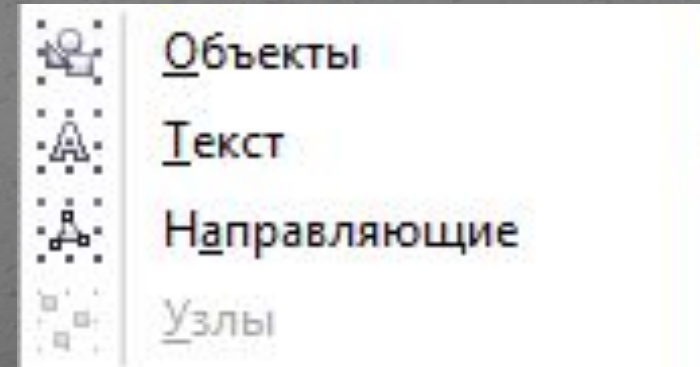 Объекты
Текст
Направляющие
Узлы